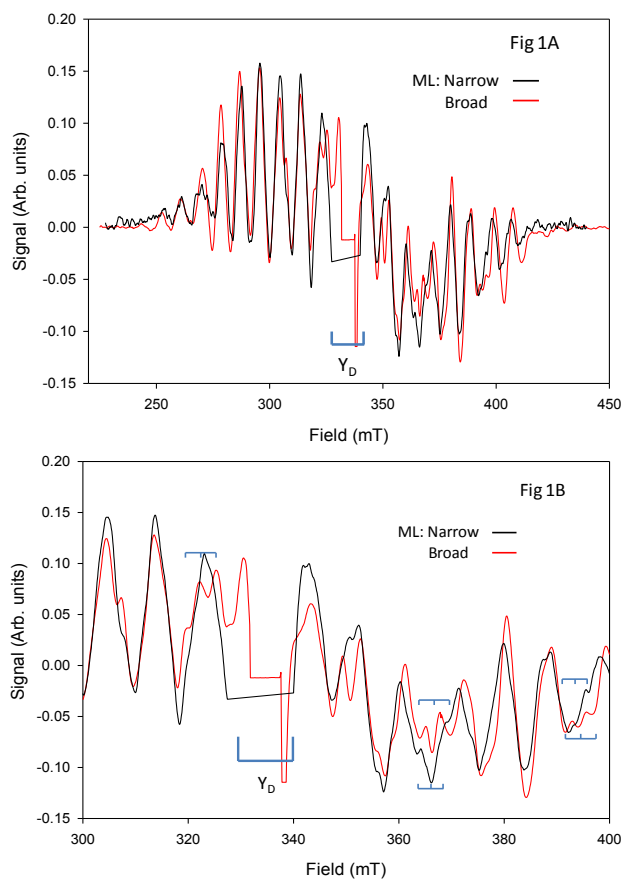 Fig 1A
ML: Narrow
Broad
Signal (Arb. units)
0.20
0.15
0.10
0.05
0.00
-0.05
-0.10
-0.15
Y_D
250 300 350 400 450
Field (mT)
Fig 1B
ML: Narrow
Broad
Signal (Arb. units)
0.20
0.15
0.10
0.05
0.00
-0.05
-0.10
-0.15
Y_D
300 320 340 360 380 400
Field (mT)